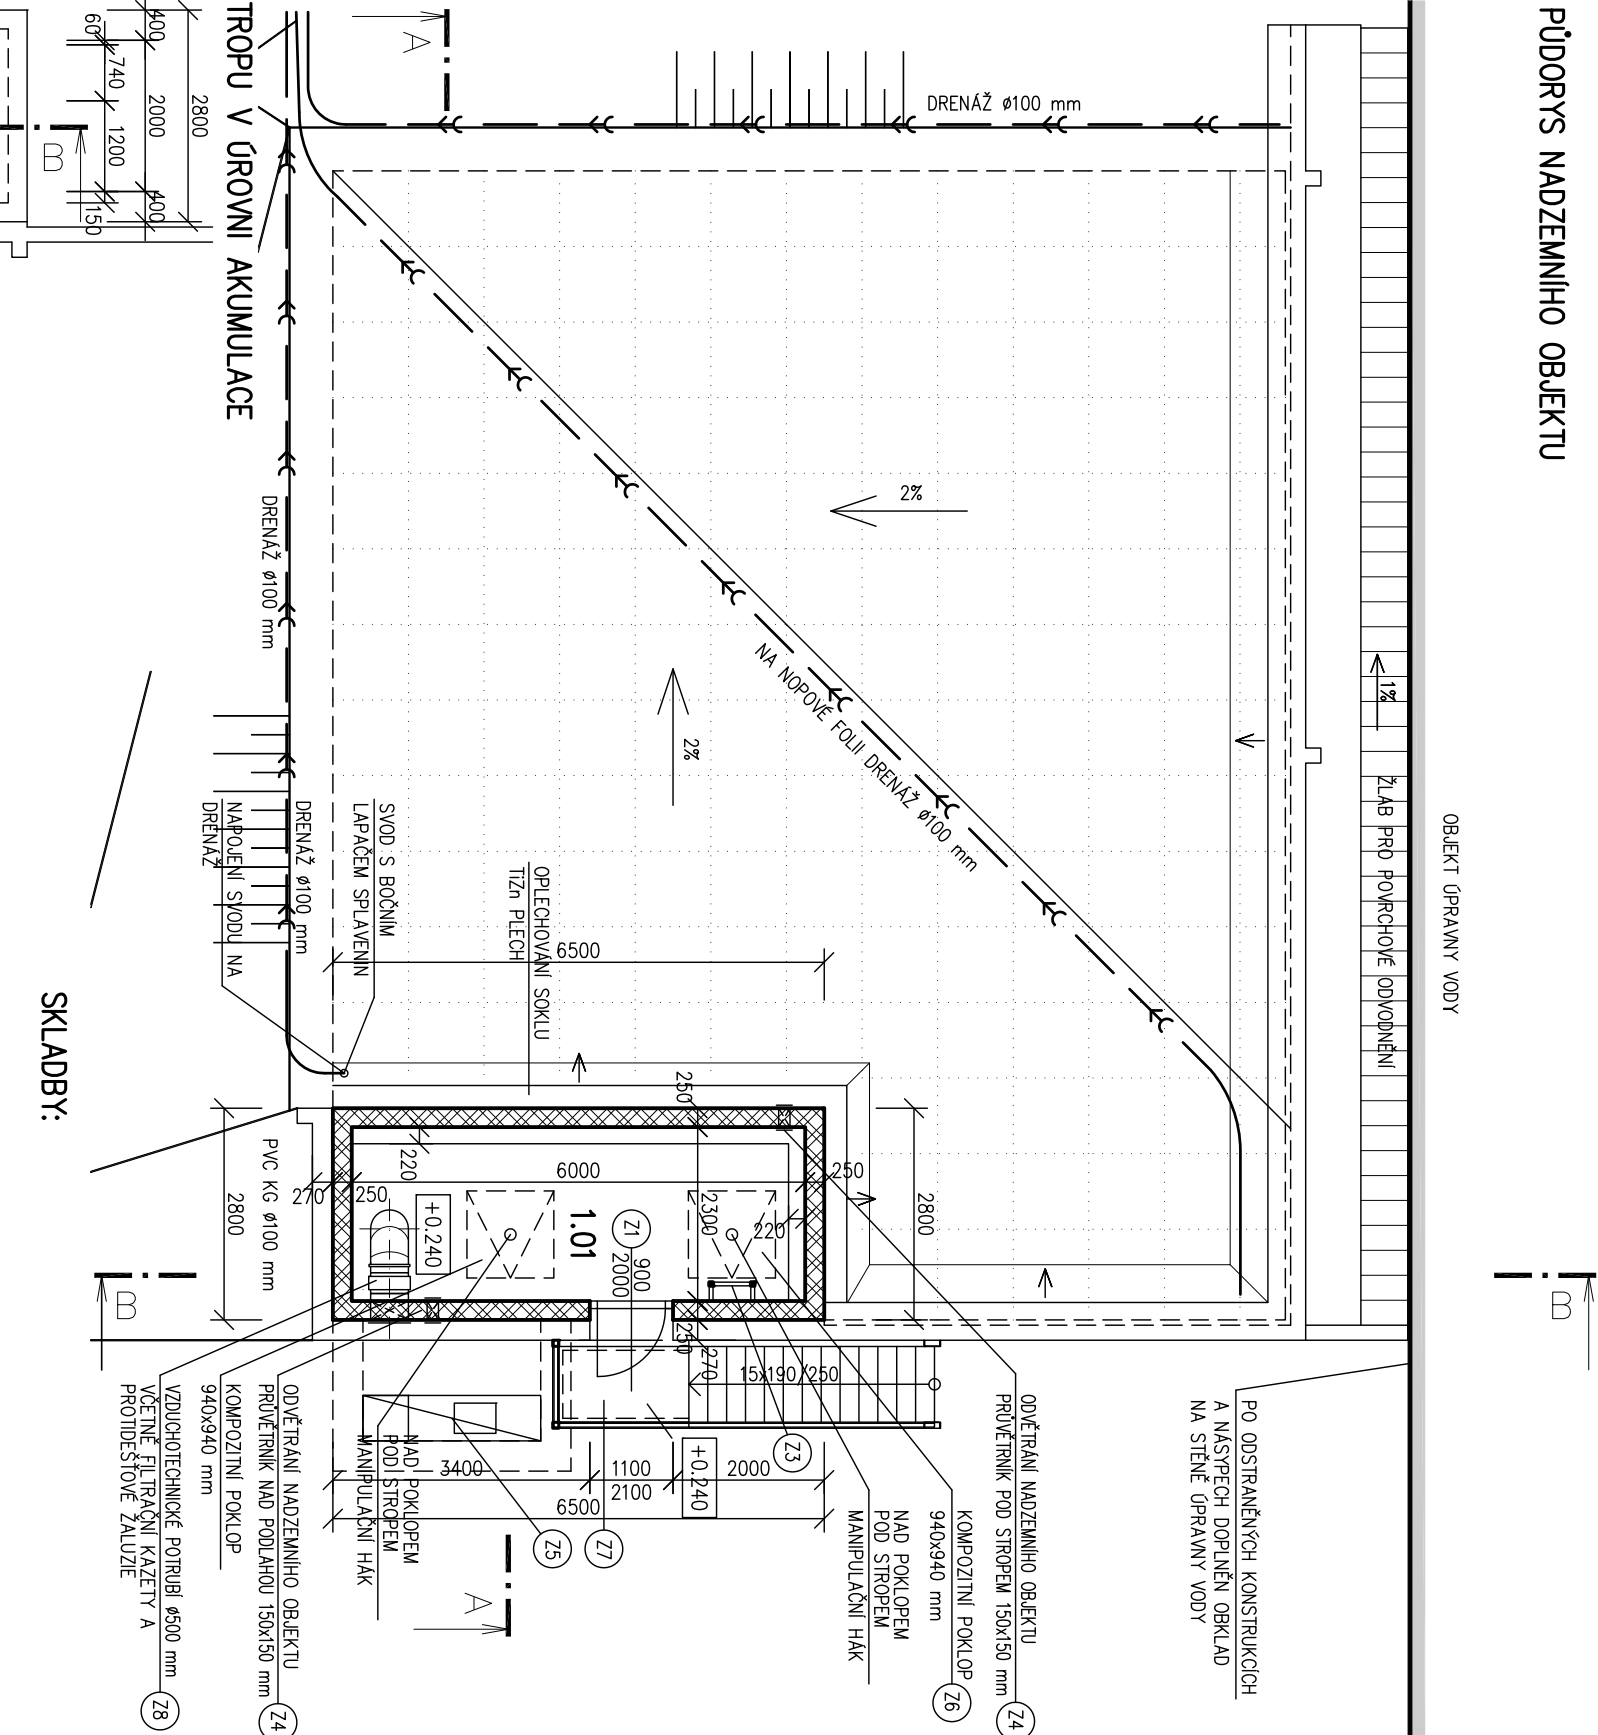 PŮDORYS NADZEMNÍHO OBJEKTU
OBJEKT ÚPRAVNY VODY
ŽLAB PRO POVRCHOVÉ ODVODNĚNÍ
1%
B
DRENÁŽ ø100 mm
A
2%
2%
NA NOPOVÉ FOLII DRENÁŽ ø100 mm
TROPU V ÚROVNI AKUMULACE
2800
400
2000
400
60
740
1200
150
B
DRENÁŽ ø100 mm
DRENÁŽ ø100 mm
NAPOJENÍ SVODU NA
DRENÁŽ
SVOD S BOČNÍM
LAPAČEM SPLAVENIN
OPLECHOVÁNÍ SOKLU
TiZn PLECH
6500
SKLADBY:
PVC KG ø100 mm
2800
2800
250
220
6000
250
270
250
2300
220
+0.240
1.01
Z1
900
2000
250
270
15x190/250
+0.240
3400
1100
2100
2000
6500
B
PO ODSTRANĚNÝCH KONSTRUKCÍCH
A NÁSYPECH DOPLNĚN OBKLAD
NA STĚNĚ ÚPRAVNY VODY
ODVĚTRÁNÍ NADZEMNÍHO OBJEKTU
PRŮVĚTRNÍK POD STROPEM 150x150 mm
Z4
KOMPOZITNÍ POKLOP
940x940 mm
Z6
NAD POKLOPEM
POD STROPEM
MANIPULAČNÍ HÁK
Z3
Z7
Z5
A
NAD POKLOPEM
POD STROPEM
MANIPULAČNÍ HÁK
ODVĚTRÁNÍ NADZEMNÍHO OBJEKTU
PRŮVĚTRNÍK NAD PODLAHOU 150x150 mm
Z4
KOMPOZITNÍ POKLOP
940x940 mm
VZDUCHOTECHNICKÉ POTRUBÍ ø500 mm
VČETNĚ FILTRAČNÍ KAZETY A
PROTIDEŠŤOVÉ ŽALUZIE
Z8